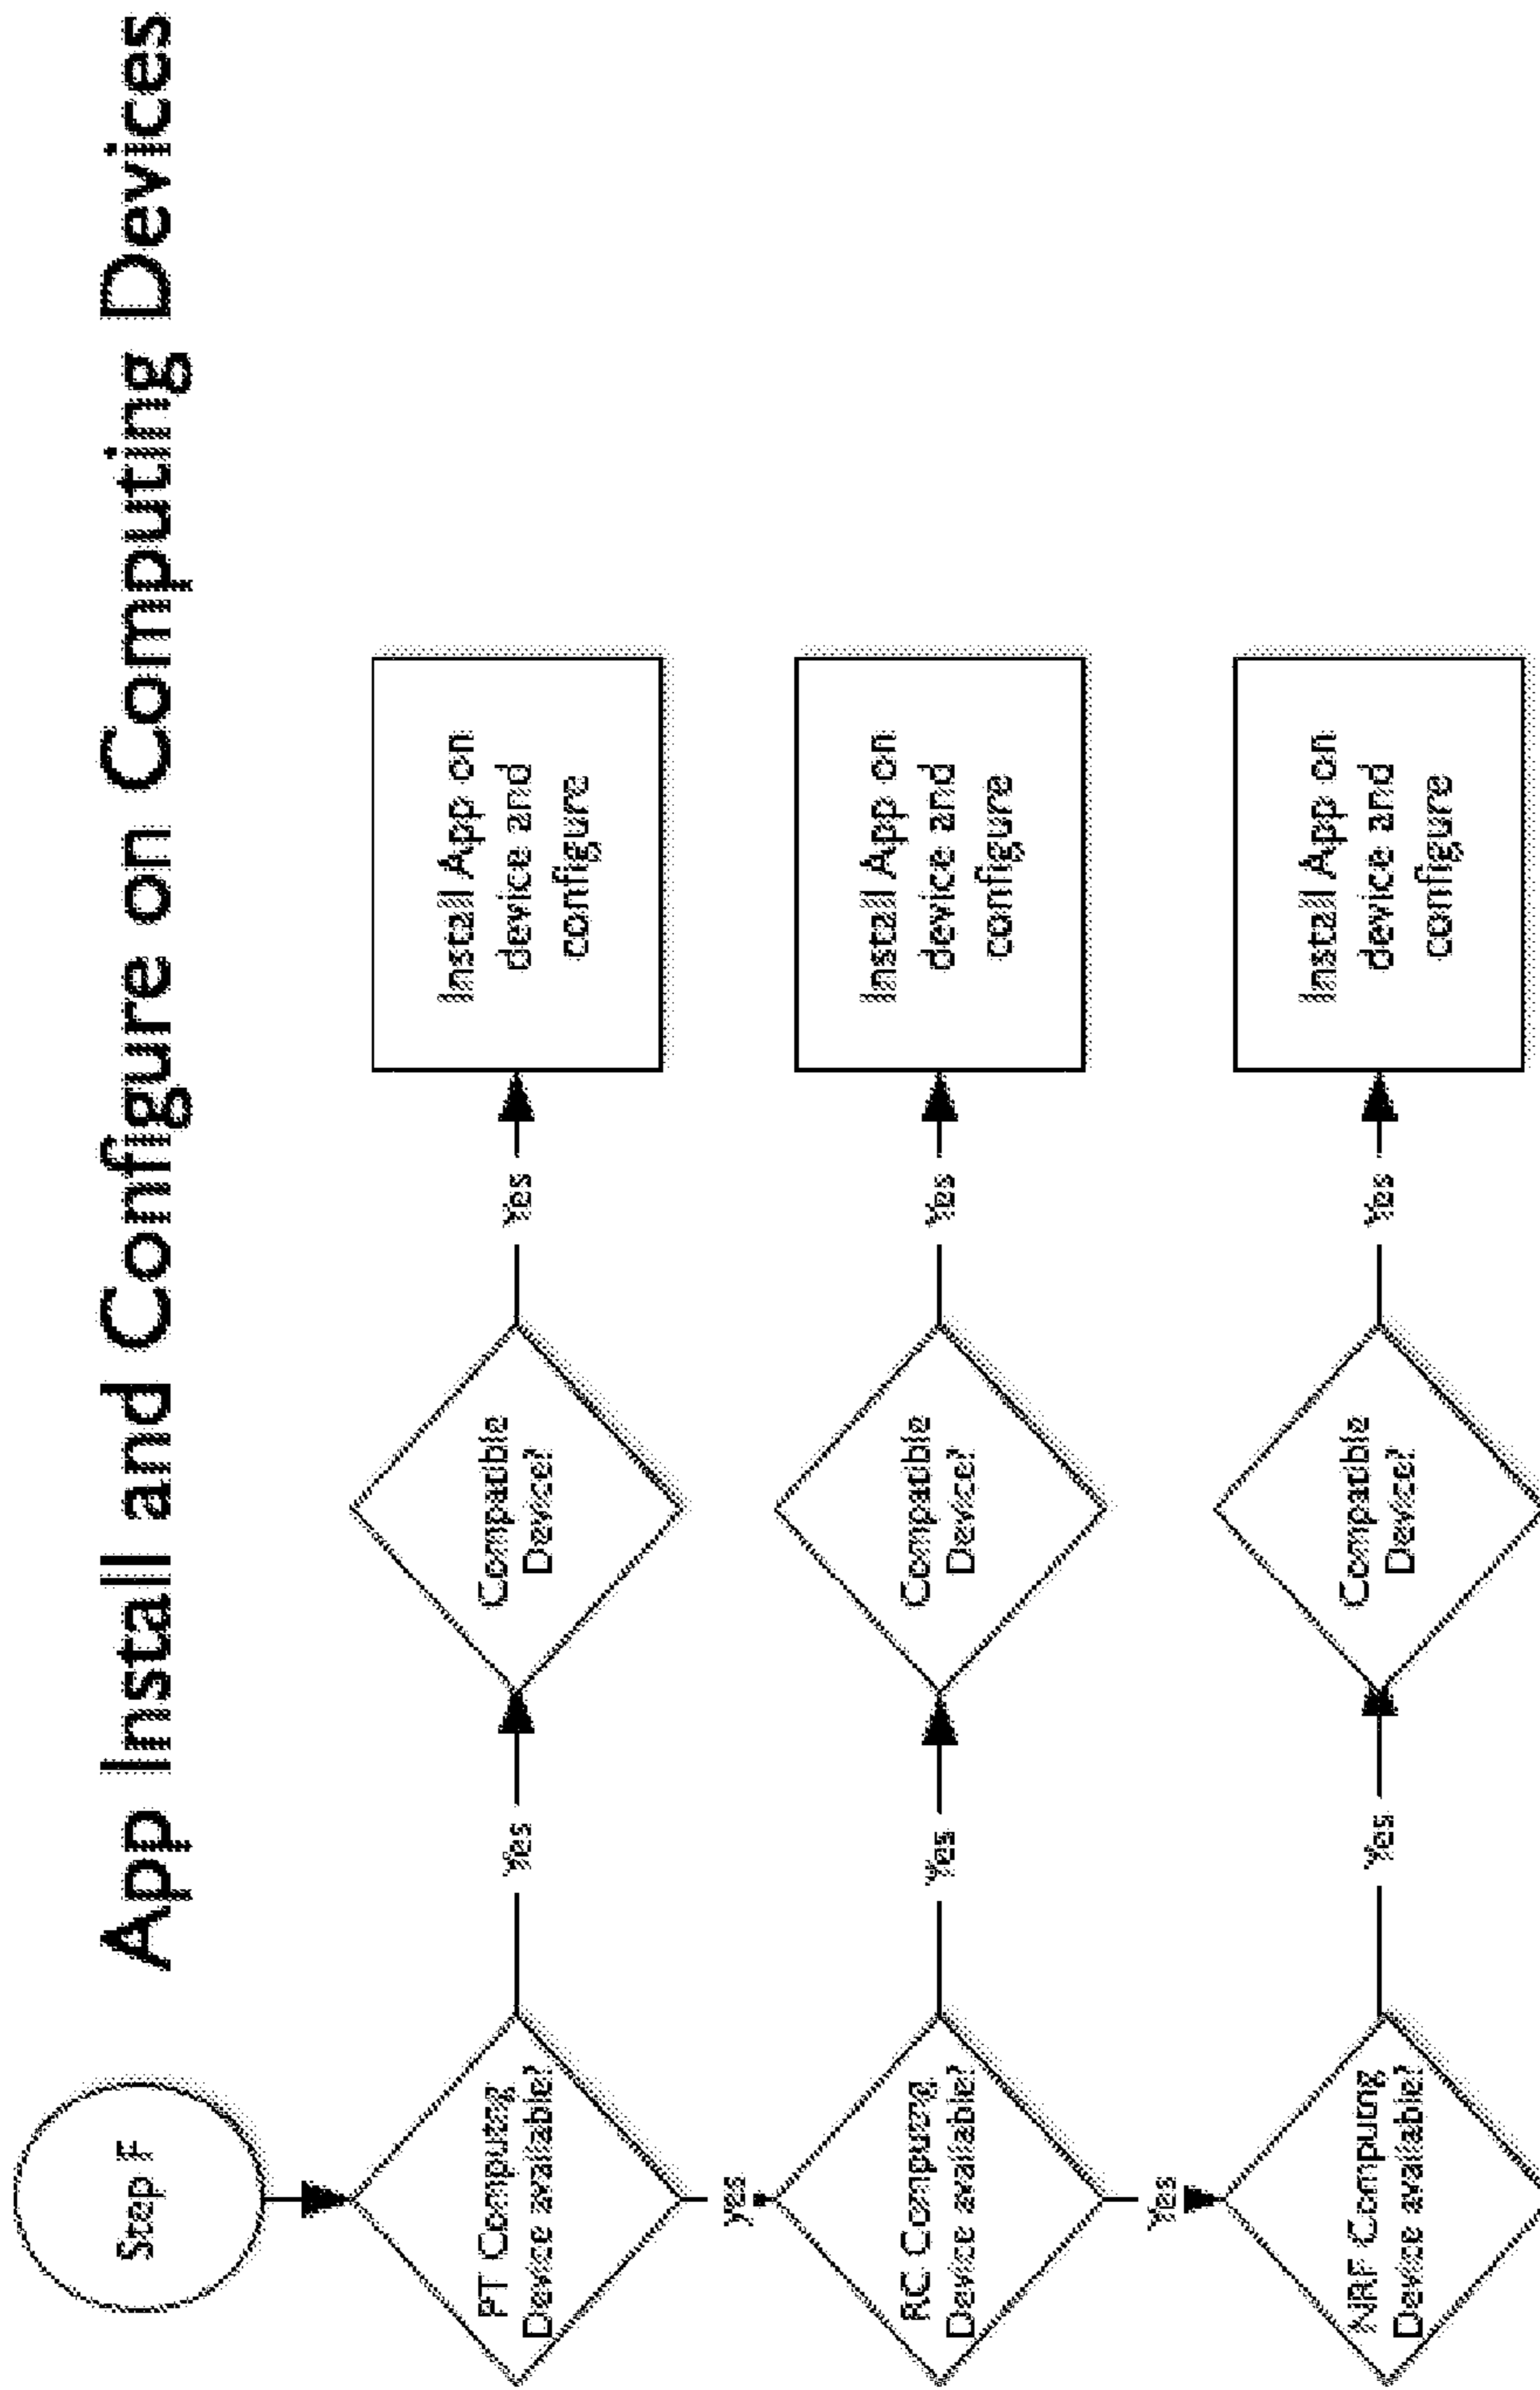 App Install and Configure on Computing Devices
Step F
PT Computing
Device available?
Yes
Compatible
Device?
Yes
Install App on
device and
configure
yes
RC Computing
Device available?
Yes
Compatible
Device?
Yes
Install App on
device and
configure
Yes
NRF Computing
Device available?
Yes
Compatible
Device?
Yes
Install App on
device and
configure